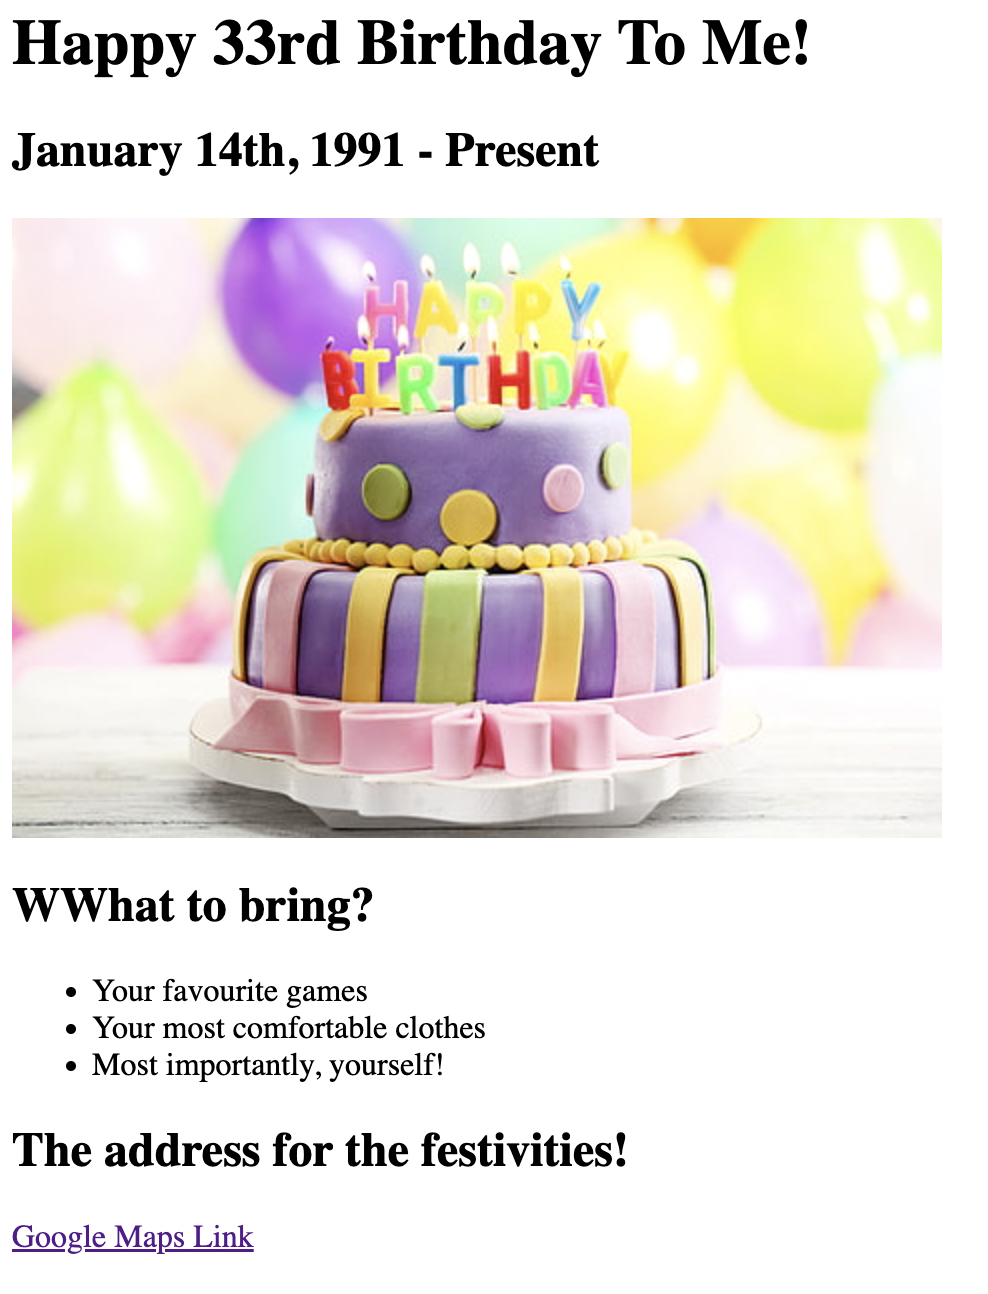 Happy 33rd Birthday To Me!
January 14th, 1991 - Present
HAPPY
BIRTHDAY
WWhat to bring?
Your favourite games
Your most comfortable clothes
Most importantly, yourself!
The address for the festivities!
Google Maps Link